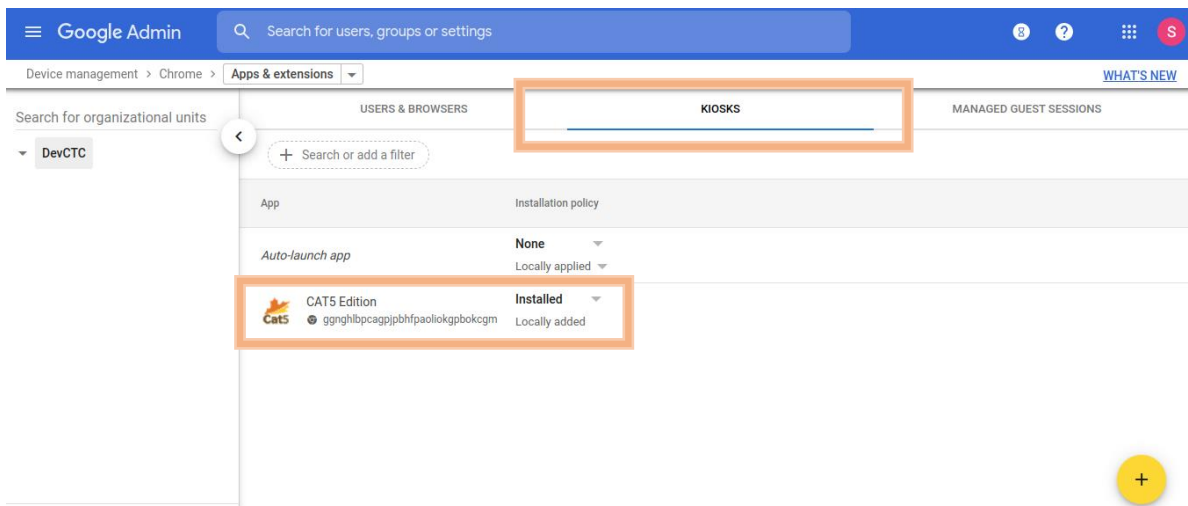 Google Admin
Search for users, groups or settings
8
?
S
Device management > Chrome > Apps & extensions
WHAT'S NEW
Search for organizational units
DevCTC
USERS & BROWSERS
KIOSKS
MANAGED GUEST SESSIONS
+ Search or add a filter
App
Installation policy
Auto-launch app
None
Locally applied
Cat5
CAT5 Edition
ggnghlbpcagpjpbhfpaoliokgpbokcgm
Installed
Locally added
+